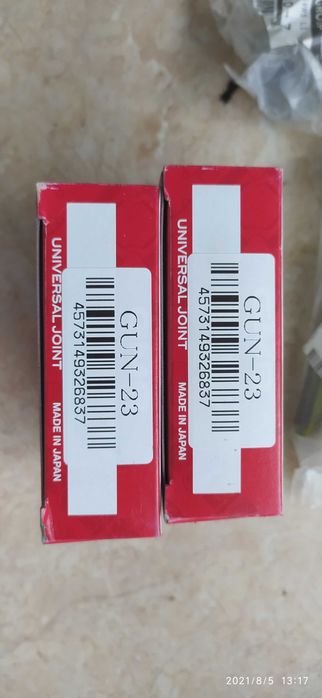 GUN-23
4573149326837
UNIVERSAL JOINT
MADE IN JAPAN
GUN-23
4573149326837
UNIVERSAL JOINT
MADE IN JAPAN
2021/8/5 13:17